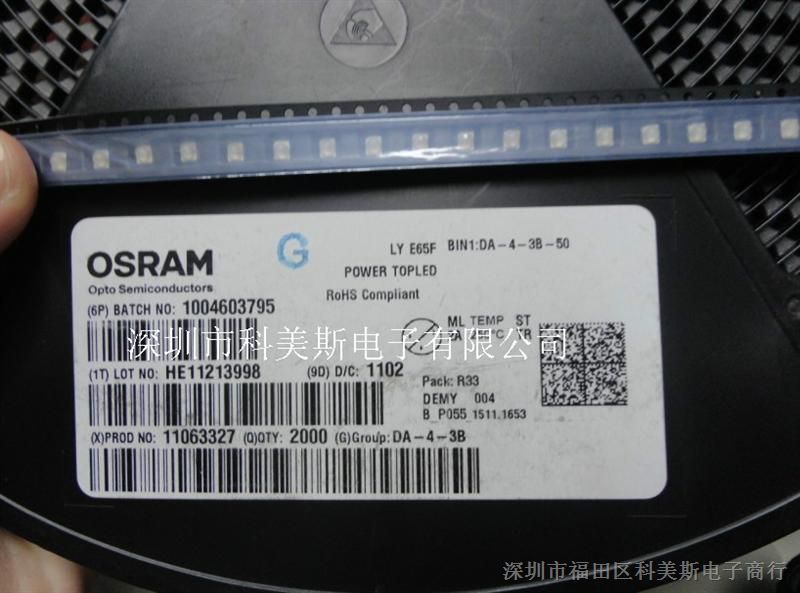 G
LY E65F BIN1:DA-4-3B-50
OSRAM
Opto Semiconductors
POWER TOPLED
RoHS Compliant
(6P) BATCH NO: 1004603795
ML TEMP ST
深圳市科美斯电子有限公司
(1T) LOT NO: HE11213998 (9D) D/C: 1102
Pack: R33
DEMY 004
B_P055_1511.1653
(X)PROD NO: 11063327 (Q)QTY: 2000 (G)Group: DA-4-3B
深圳市福田区科美斯电子商行